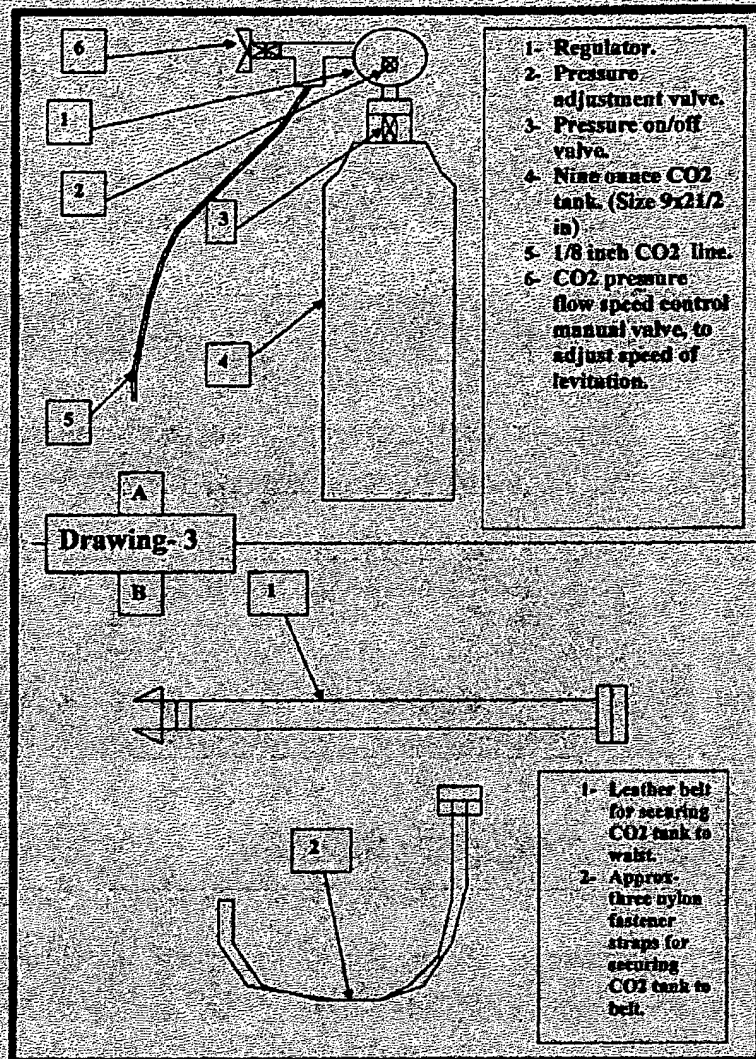 6
1
2
3
4
5
1- Regulator.
2- Pressure
adjustment valve.
3- Pressure on/off
valve.
4- Nine ounce CO2
tank. (Size 9x21/2
in)
5- 1/8 inch CO2 line.
6- CO2 pressure
flow speed control
manual valve, to
adjust speed of
levitation.
A
Drawing- 3
B
1
2
1- Leather belt
for securing
CO2 tank to
waist.
2- Approx-
three nylon
fastener
straps for
securing
CO2 tank to
belt.